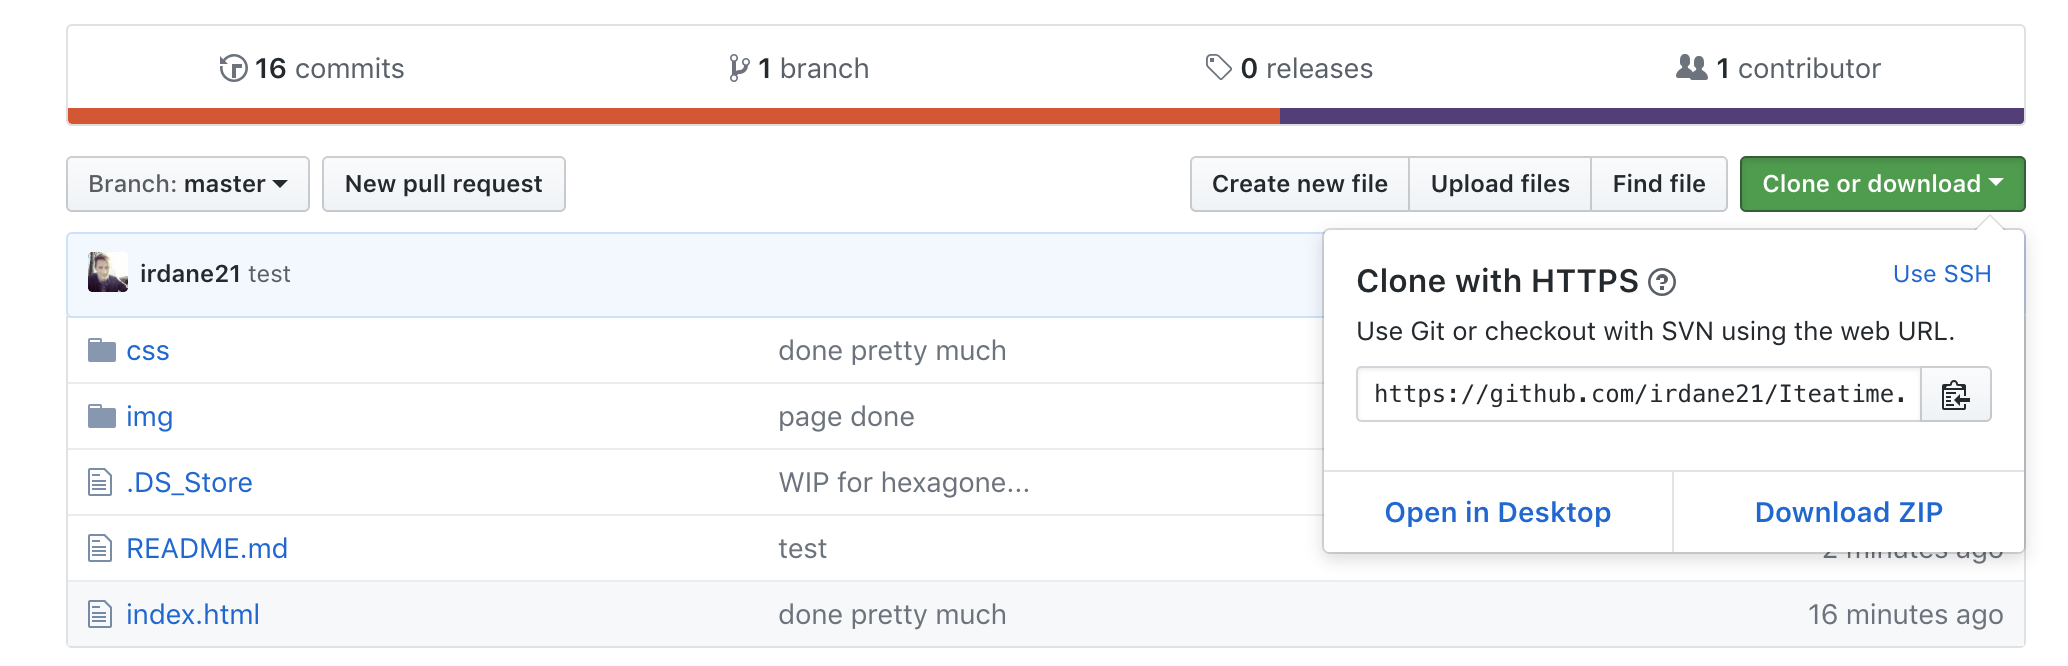 16 commits
1 branch
0 releases
1 contributor
Branch: master
New pull request
Create new file
Upload files
Find file
Clone or download
irdane21 test
Clone with HTTPS
Use SSH
Use Git or checkout with SVN using the web URL.
https://github.com/irdane21/Iteatime.
Open in Desktop
Download ZIP
css
done pretty much
img
page done
.DS_Store
WIP for hexagone...
README.md
test
2 minutes ago
index.html
done pretty much
16 minutes ago